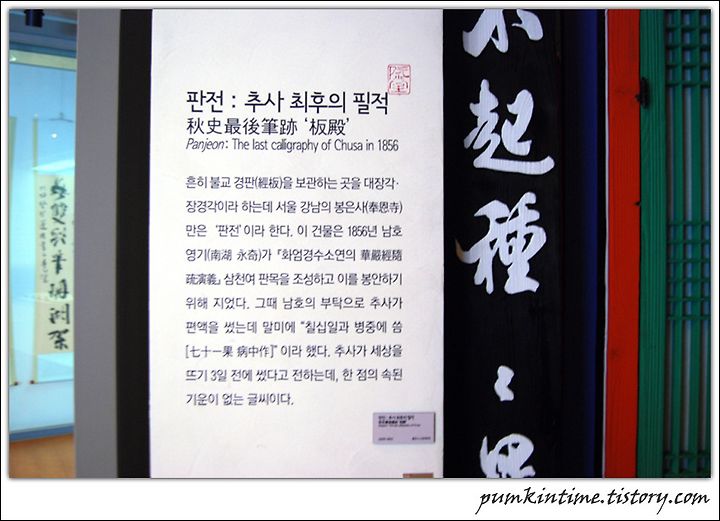 판전 : 추사 최후의 필적
秋史最後筆跡 ‘板殿’
Panjeon: The last calligraphy of Chusa in 1856
흔히 불교 경판(經板)을 보관하는 곳을 대장각·
장경각이라 하는데 서울 강남의 봉은사(奉恩寺)
만은 ‘판전’이라 한다. 이 건물은 1856년 남호
영기(南湖 永奇)가 『화엄경수소연의 華嚴經隨
疏演義』 삼천여 판목을 조성하고 이를 봉안하기
위해 지었다. 그때 남호의 부탁으로 추사가
편액을 썼는데 말미에 “칠십일과 병중에 씀
[七十一果 病中作]” 이라 했다. 추사가 세상을
뜨기 3일 전에 썼다고 전하는데, 한 점의 속된
기운이 없는 글씨이다.
판전 : 추사 최후의 필적
起種
pumkintime.tistory.com